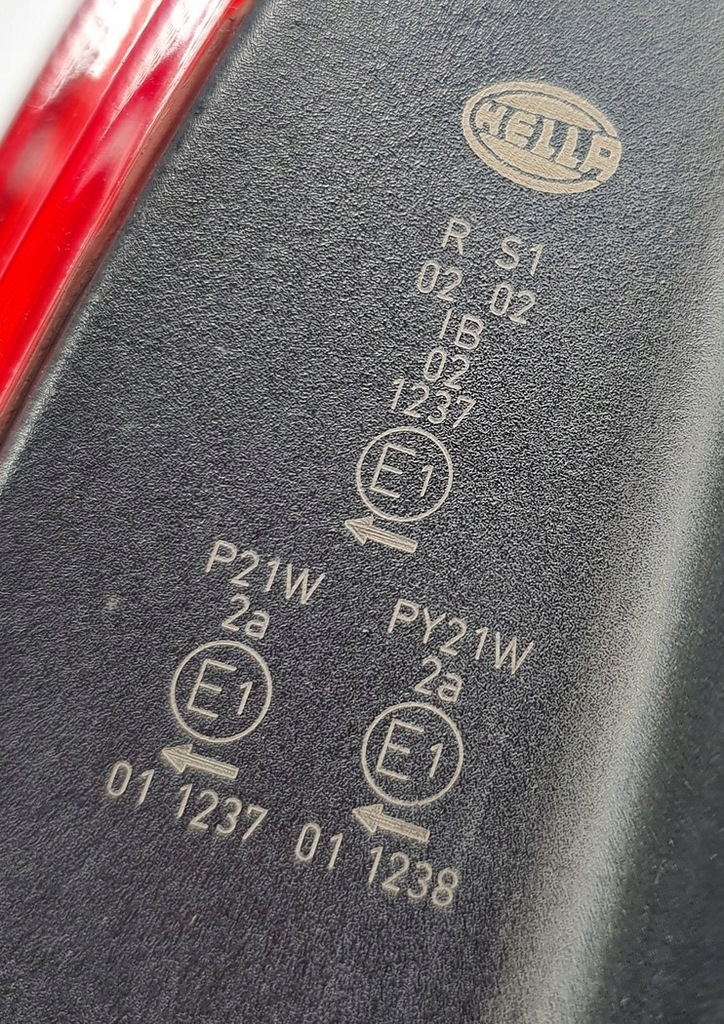 HELLA
R S1
02 02
IB
02
1237
E1
P21W
2a
E1
01 1237
PY21W
2a
E1
01 1238